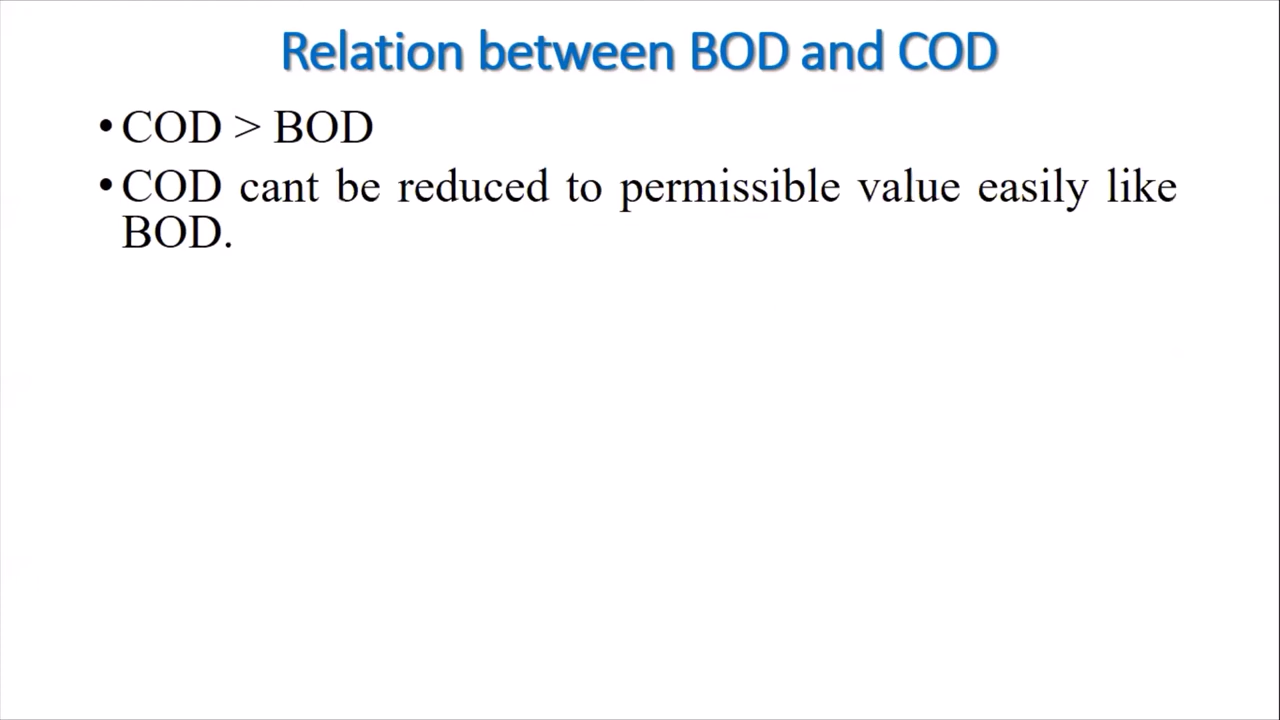 Relation between BOD and COD
•COD > BOD
•COD cant be reduced to permissible value easily like
BOD.